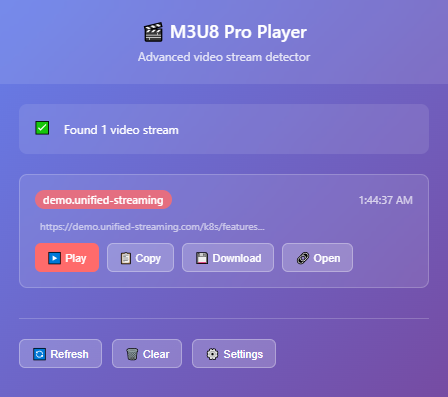 M3U8 Pro Player
Advanced video stream detector
Found 1 video stream
demo.unified-streaming
1:44:37 AM
https://demo.unified-streaming.com/k8s/features...
Play
Copy
Download
Open
Refresh
Clear
Settings